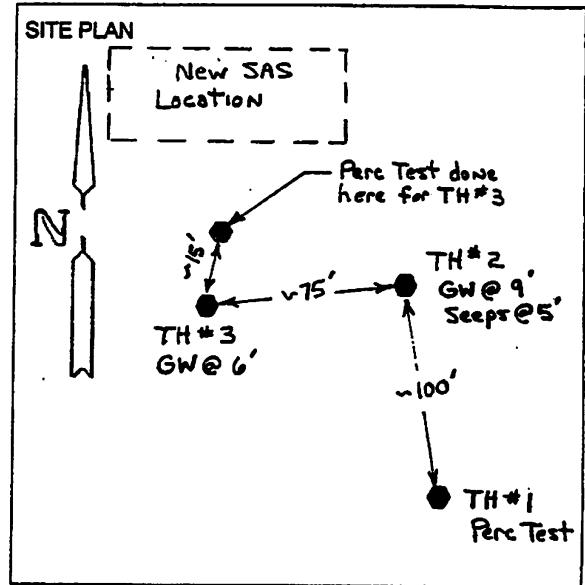 SITE PLAN
New SAS
Location
Perc Test done
here for TH#3
N
~15'
~75'
TH #2
GW @ 9'
Seeps @ 5'
TH #3
GW @ 6'
~100'
TH #1
Perc Test